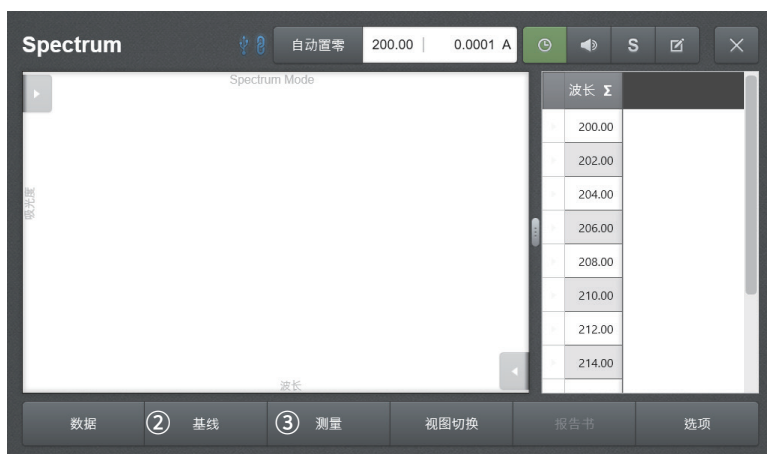 Spectrum
自动置零
200.00 | 0.0001 A
S
Spectrum Mode
吸光度
波长
波长 Σ
200.00
202.00
204.00
206.00
208.00
210.00
212.00
214.00
数据
② 基线
③ 测量
视图切换
报告书
选项